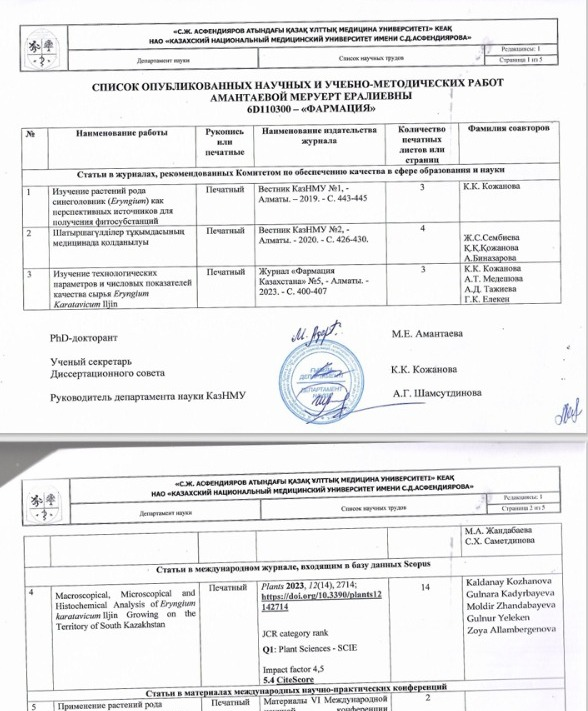 «С.Ж. АСФЕНДИЯРОВ АТЫНДАҒЫ ҚАЗАҚ ҰЛТТЫҚ МЕДИЦИНА УНИВЕРСИТЕТІ» КЕАҚ
НАО «КАЗАХСКИЙ НАЦИОНАЛЬНЫЙ МЕДИЦИНСКИЙ УНИВЕРСИТЕТ ИМЕНИ С.Д.АСФЕНДИЯРОВА»
Редакция: 1
Департамент науки
Список научных трудов
Страница 1 из 5
СПИСОК ОПУБЛИКОВАННЫХ НАУЧНЫХ И УЧЕБНО-МЕТОДИЧЕСКИХ РАБОТ
АМАНТАЕВОЙ МЕРУЕРТ ЕРАЛИЕВНЫ
6D110300 – «ФАРМАЦИЯ»
№ Наименование работы Рукопись Наименование издательства Количество Фамилия соавторов
или журнала печатных
печатные листов или
страниц
Статьи в журналах, рекомендованных Комитетом по обеспечению качества в сфере образования и науки
1 Изучение растений рода Печатный Вестник КазНМУ №1, - 3 К.К. Кожанова
синеголовник (Eryngium) как Алматы. – 2019. - С. 443-445
перспективных источников для
получения фитосубстанций
2 Шатыршагүлділер тұқымдасының Печатный Вестник КазНМУ №2, - 4
медицинада қолданылуы Алматы. - 2020. - С. 426-430. Ж.С.Сембиева
Қ.Қ.Қожанова
А.Биназарова
3 Изучение технологических Печатный Журнал «Фармация 3 К.К. Кожанова
параметров и числовых показателей Казахстана» №5, - Алматы. - А.Т. Медешова
качества сырья Eryngium 2023. - С. 400-407 А.Д. Тажиева
Karatavicum Iljin Г.К. Елекен
PhD-докторант М.Е. Амантаева
Ученый секретарь
Диссертационного совета К.К. Кожанова
Руководитель департамента науки КазНМУ А.Г. Шамсутдинова
«С.Ж. АСФЕНДИЯРОВ АТЫНДАҒЫ ҚАЗАҚ ҰЛТТЫҚ МЕДИЦИНА УНИВЕРСИТЕТІ» КЕАҚ
НАО «КАЗАХСКИЙ НАЦИОНАЛЬНЫЙ МЕДИЦИНСКИЙ УНИВЕРСИТЕТ ИМЕНИ С.Д.АСФЕНДИЯРОВА»
Редакция: 1
Департамент науки
Список научных трудов
Страница 2 из 5
М.А. Жандабаева
С.Х. Саметдинова
Статьи в международном журнале, входящим в базу данных Scopus
4 Macroscopical, Microscopical and Печатный Plants 2023, 12(14), 2714; 14 Kaldanay Kozhanova
Histochemical Analysis of Eryngium https://doi.org/10.3390/plants12 Gulnara Kadyrbayeva
karatavicum Iljin Growing on the 142714 Moldir Zhandabayeva
Territory of South Kazakhstan Gulnur Yeleken
JCR category rank Zoya Allambergenova
Q1: Plant Sciences - SCIE
Impact factor 4,5
5.4 CiteScore
Статьи в материалах международных научно-практических конференций
5 Применение растений рода Печатный Материалы VI Международной 2
конференции